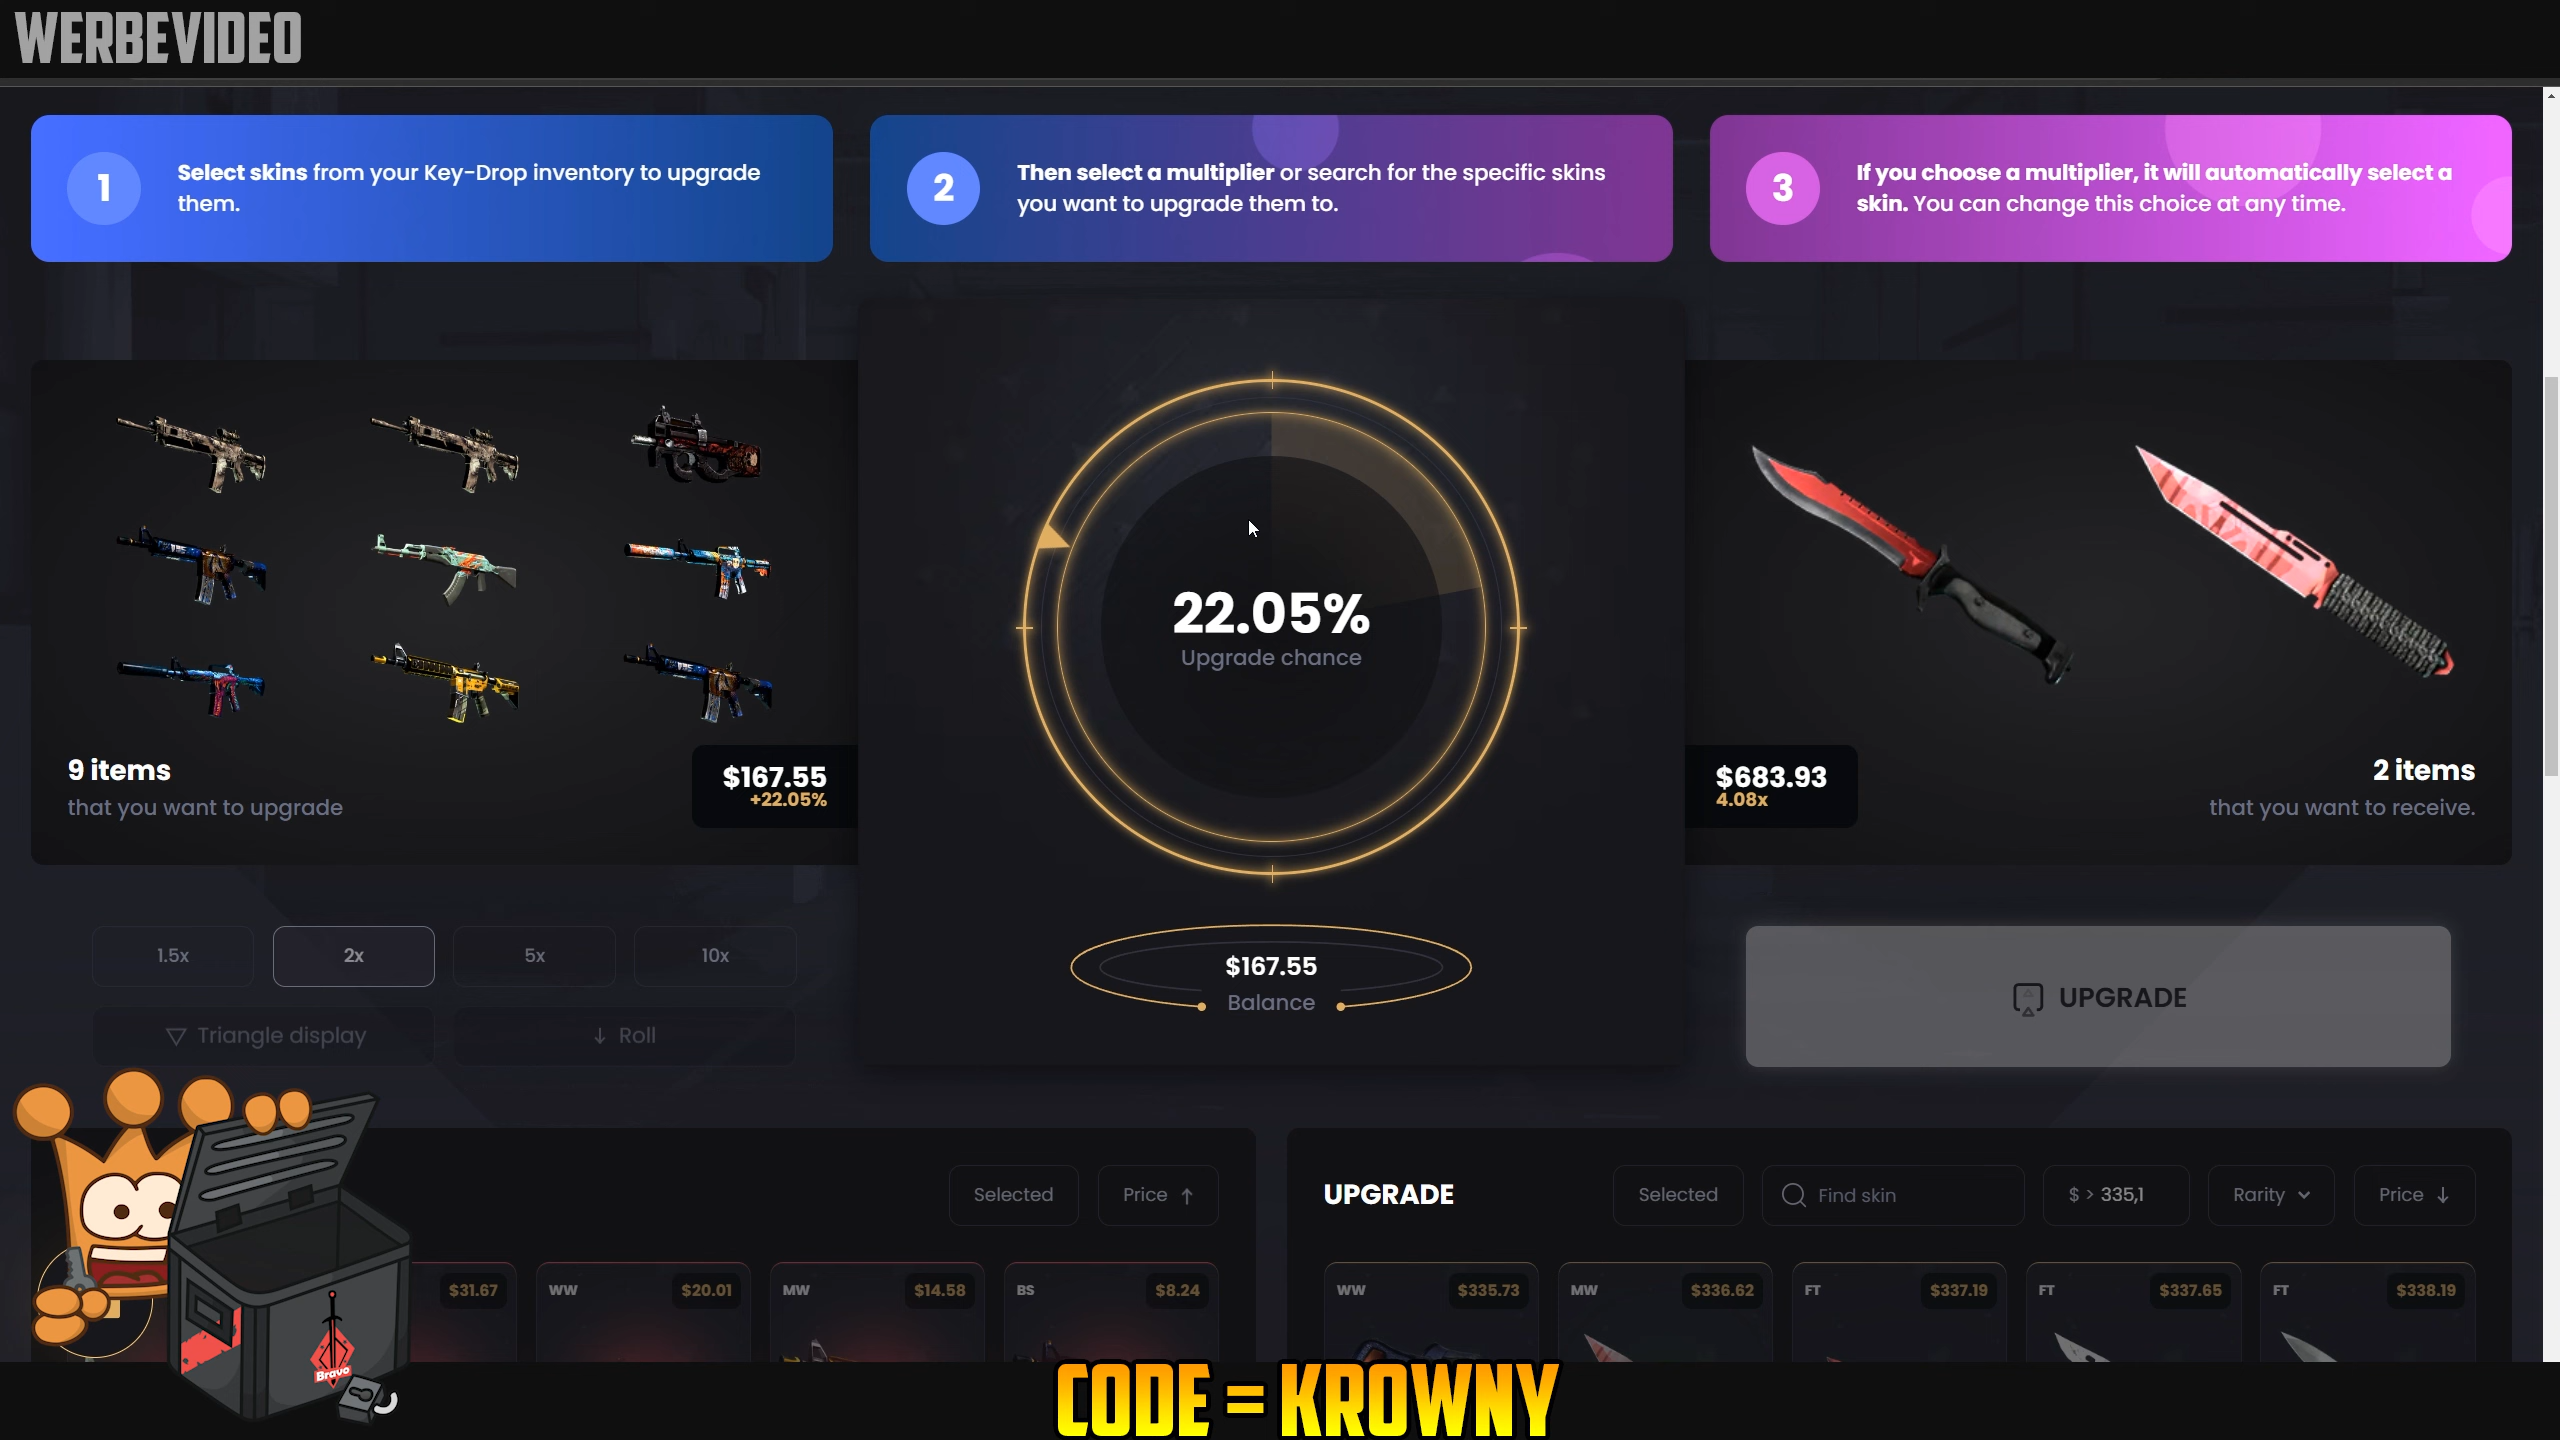 WERBEVIDEO
1
Select skins from your Key-Drop inventory to upgrade
them.
2
Then select a multiplier or search for the specific skins
you want to upgrade them to.
3
If you choose a multiplier, it will automatically select a
skin. You can change this choice at any time.
22.05%
Upgrade chance
9 items
that you want to upgrade
$167.55
+22.05%
$683.93
4.08x
2 items
that you want to receive.
1.5x
2x
5x
10x
Triangle display
Roll
$167.55
Balance
UPGRADE
Selected
Price
UPGRADE
Selected
Find skin
$ > 335,1
Rarity
Price
$31.67
WW
$20.01
MW
$14.58
BS
$8.24
WW
$335.73
MW
$336.62
FT
$337.19
FT
$337.65
FT
$338.19
Bravo
CODE = KROWNY